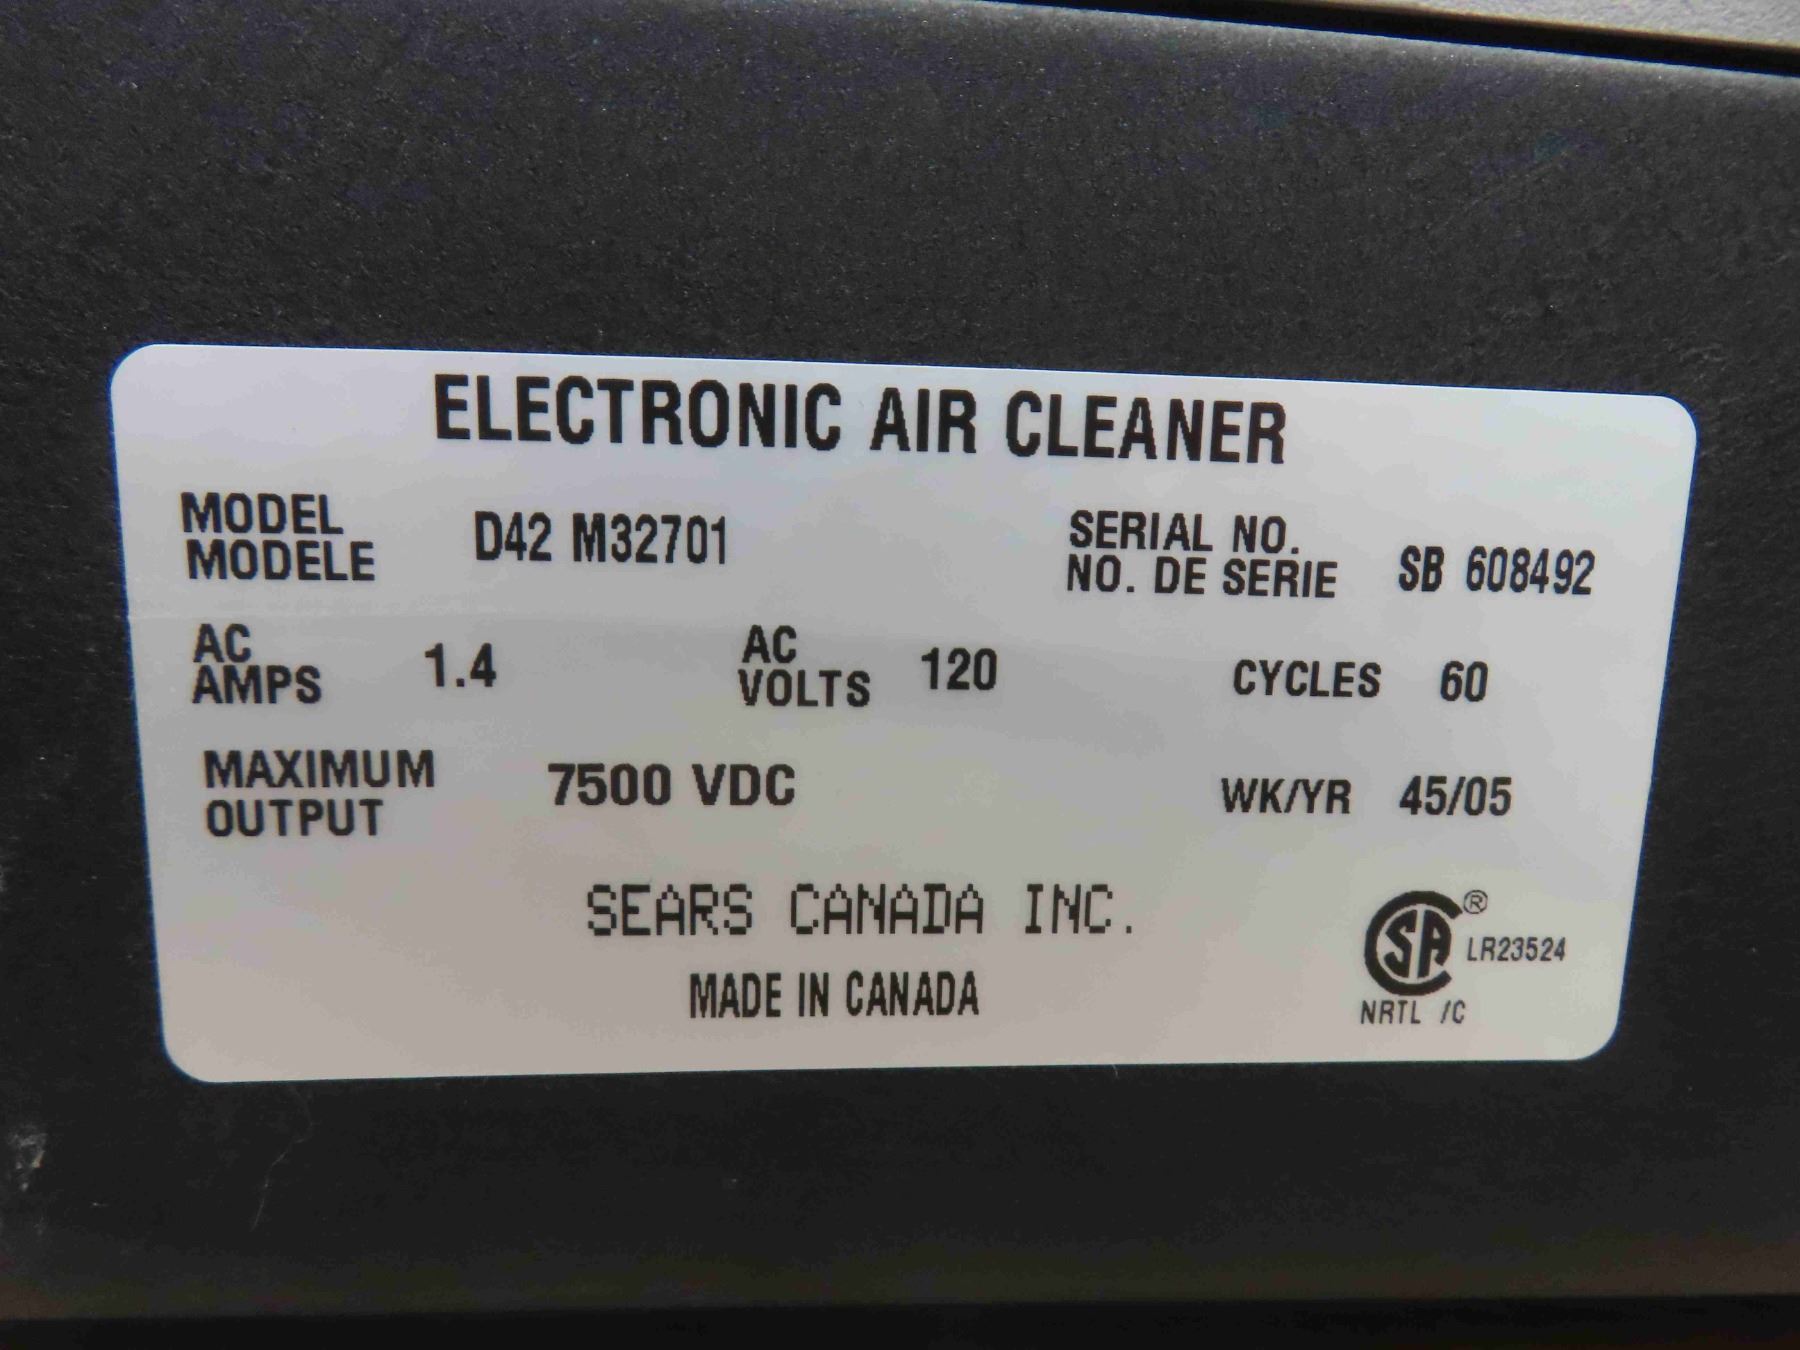 ELECTRONIC AIR CLEANER
MODEL
MODELE
D42 M32701
SERIAL NO.
NO. DE SERIE
SB 608492
AC
AMPS
1.4
AC
VOLTS
120
CYCLES 60
MAXIMUM
OUTPUT
7500 VDC
WK/YR 45/05
SEARS CANADA INC.
MADE IN CANADA
SA ®
LR23524
NRTL /C